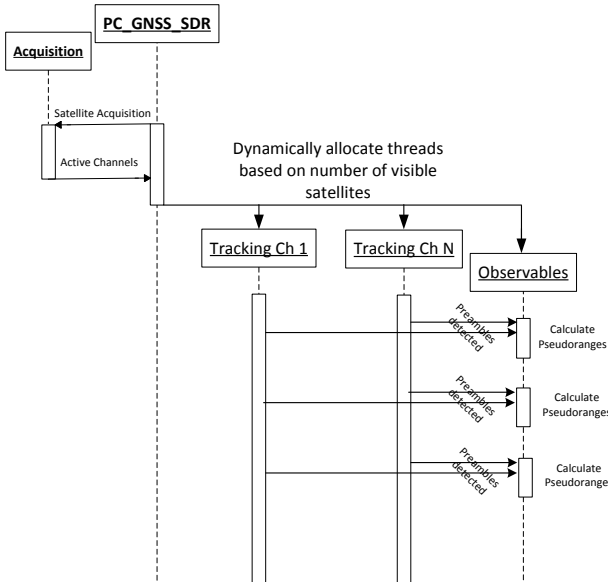 PC_GNSS_SDR
Acquisition
Satellite Acquisition
Active Channels
Dynamically allocate threads
based on number of visible
satellites
Tracking Ch 1
Tracking Ch N
Observables
Preambles
detected
Calculate
Pseudoranges
Preambles
detected
Calculate
Pseudoranges
Preambles
detected
Calculate
Pseudoranges